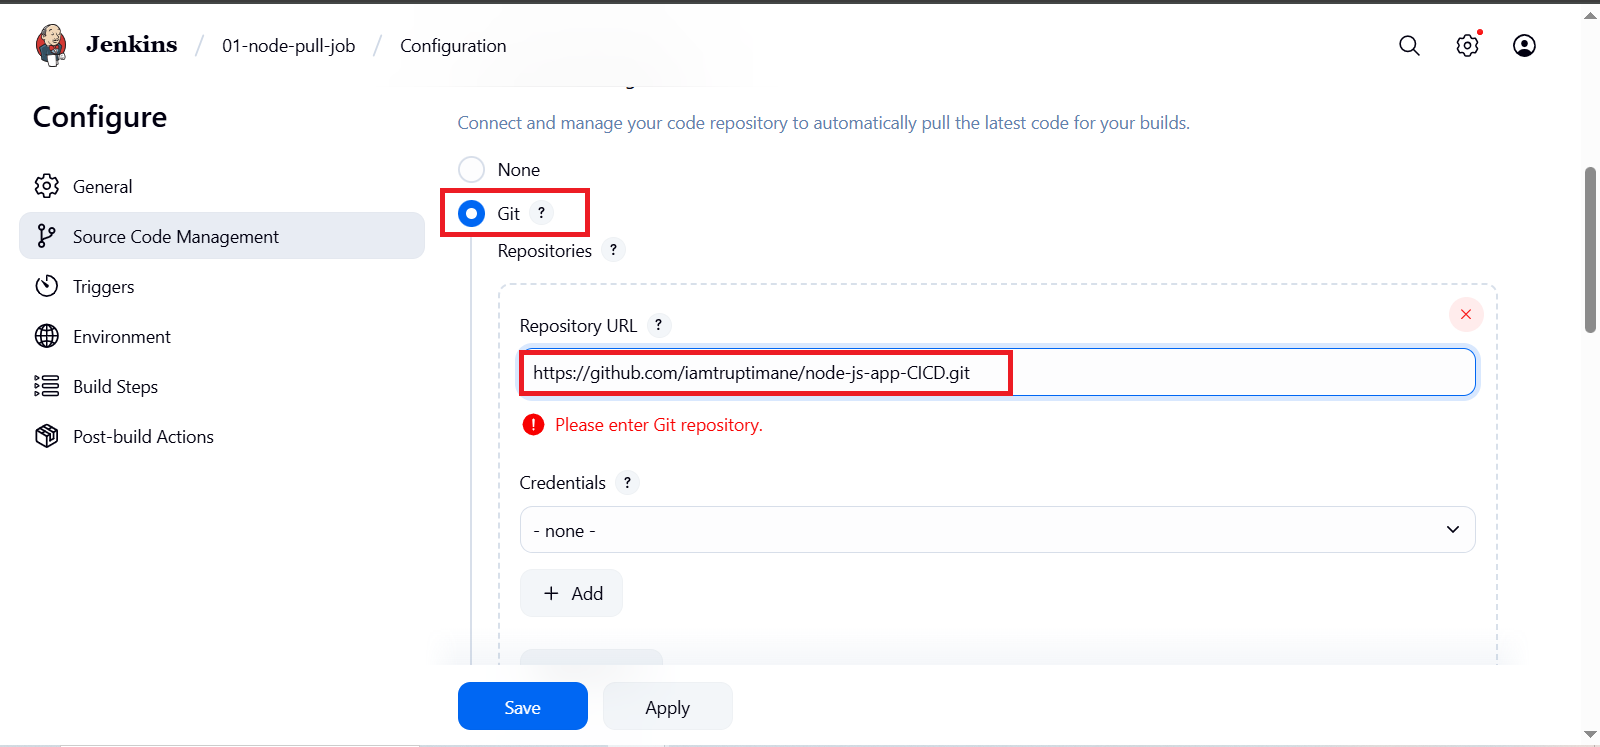 Jenkins / 01-node-pull-job / Configuration
Configure
General
Source Code Management
Triggers
Environment
Build Steps
Post-build Actions
Connect and manage your code repository to automatically pull the latest code for your builds.
None
Git ?
Repositories ?
Repository URL ?
https://github.com/iamtruptimane/node-js-app-CICD.git
! Please enter Git repository.
Credentials ?
- none -
+ Add
Save
Apply